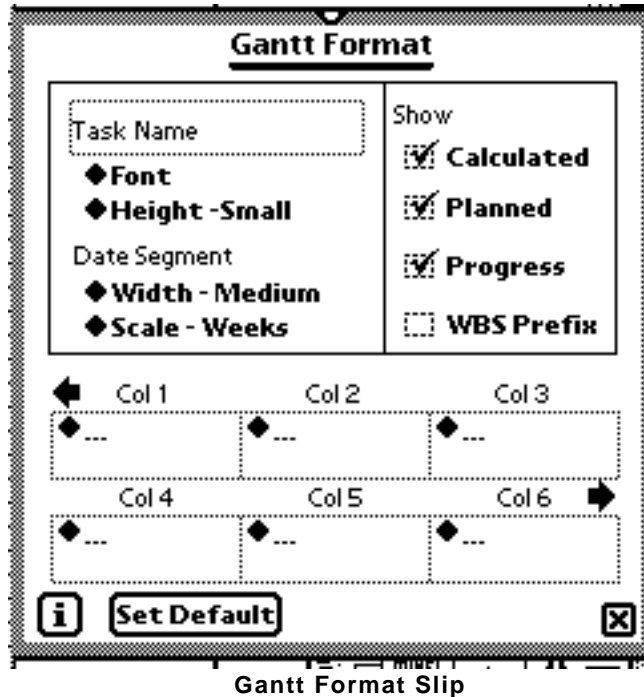 Gantt Format
Task Name
◆Font
◆Height -Small
Date Segment
◆Width - Medium
◆Scale - Weeks
Show
Calculated
Planned
Progress
WBS Prefix
Col 1 Col 2 Col 3
◆... ◆... ◆...
Col 4 Col 5 Col 6
◆... ◆... ◆...
i Set Default
Gantt Format Slip